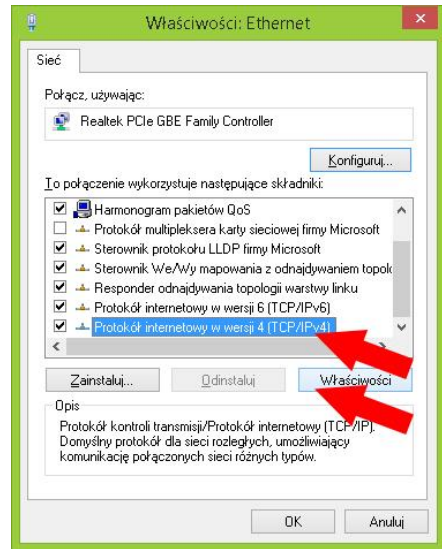 Właściwości: Ethernet
Sieć
Połącz, używając:
Realtek PCIe GBE Family Controller
Konfiguruj...
To połączenie wykorzystuje następujące składniki:
Harmonogram pakietów QoS
Protokół multipleksera karty sieciowej firmy Microsoft
Sterownik protokołu LLDP firmy Microsoft
Sterownik We/Wy mapowania z odnajdywaniem topolo
Responder odnajdywania topologii warstwy linku
Protokół internetowy w wersji 6 (TCP/IPv6)
Protokół internetowy w wersji 4 (TCP/IPv4)
Zainstaluj... Odinstaluj Właściwości
Opis
Protokół kontroli transmisji/Protokół internetowy (TCP/IP).
Domyślny protokół dla sieci rozległych, umożliwiający
komunikację połączonych sieci różnych typów.
OK Anuluj